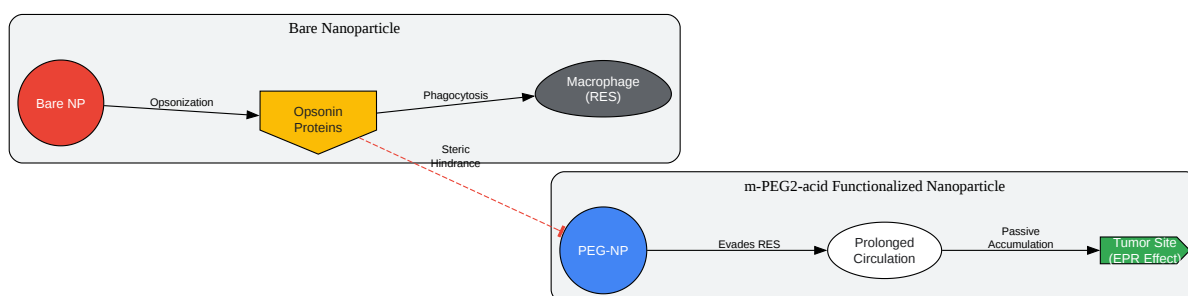 Bare Nanoparticle
Bare NP
Opsonization
Opsonin
Proteins
Phagocytosis
Macrophage
(RES)
Steric
Hindrance
m-PEG2-acid Functionalized Nanoparticle
PEG-NP
Evades RES
Prolonged
Circulation
Passive
Accumulation
Tumor Site
(EPR Effect)